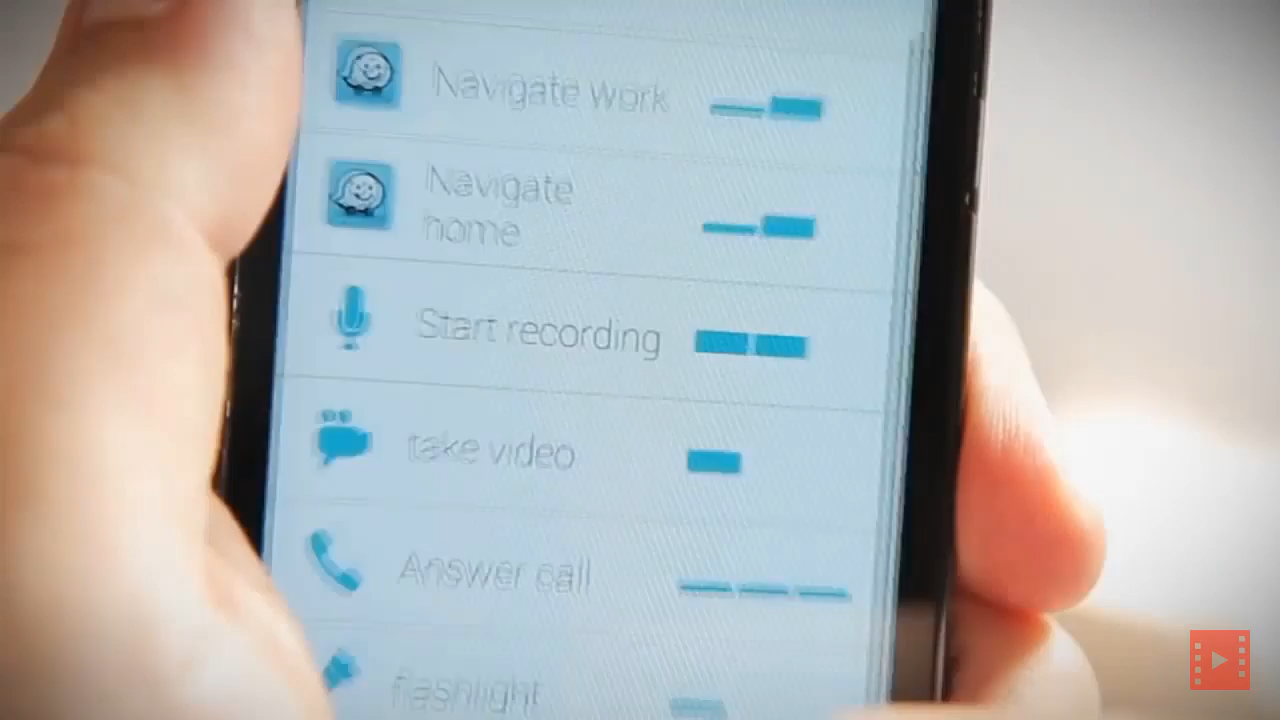 Navigate work
Navigate
home
Start recording
take video
Answer call
flashlight